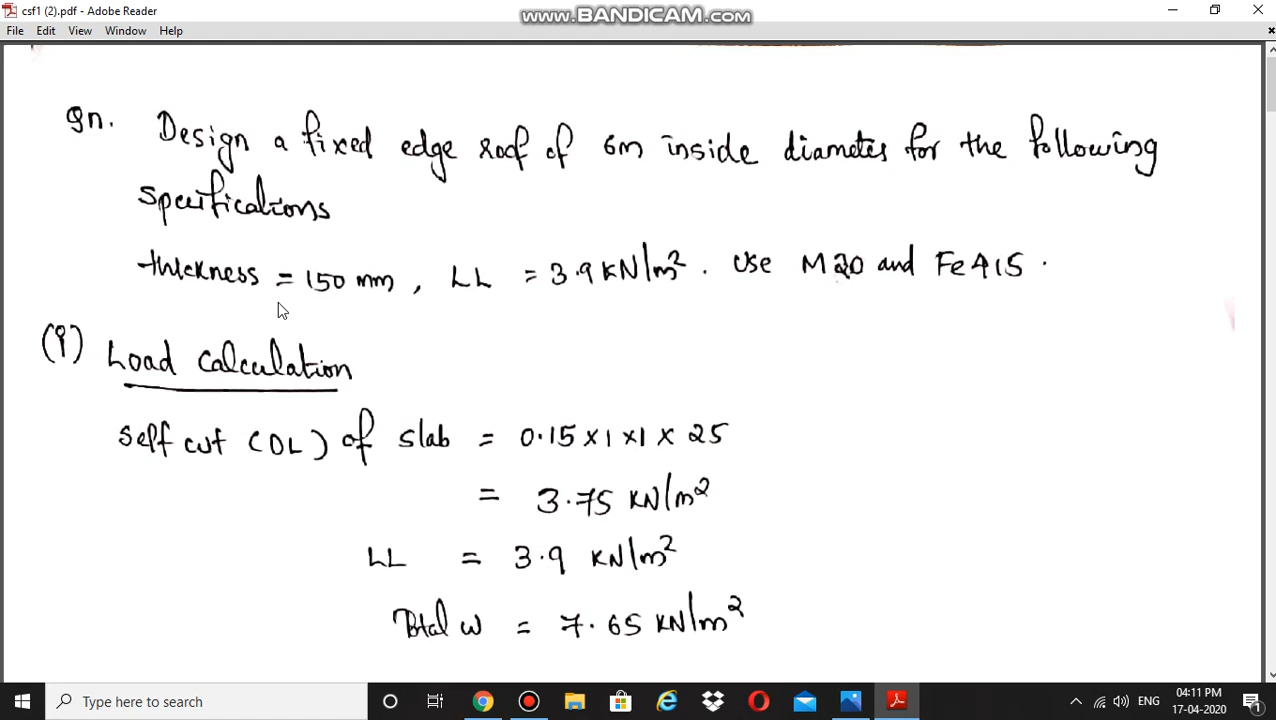 csf1 (2).pdf - Adobe Reader
www.BANDICAM.com
File Edit View Window Help
Qn. Design a fixed edge roof of 6m inside diameter for the following
Specifications
thickness = 150 mm, LL = 3.9 KN/m². Use M20 and Fe415.
(i) Load Calculation
Self wt (DL) of slab = 0.15 x 1 x 1 x 25
= 3.75 KN/m²
LL = 3.9 KN/m²
Total w = 7.65 KN/m²
Type here to search
ENG
04:11 PM
17-04-2020
1